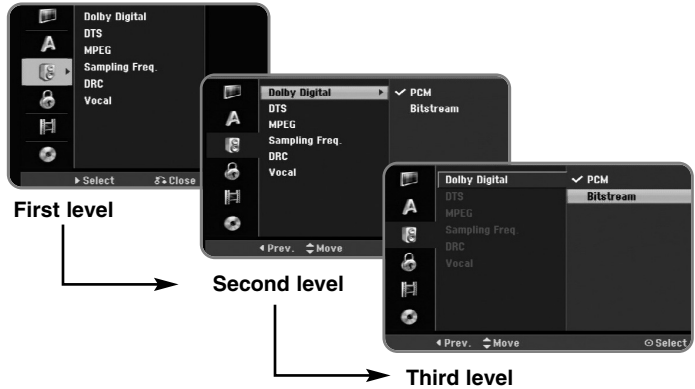 Dolby Digital
DTS
MPEG
Sampling Freq.
DRC
Vocal
A
Select
Close
First level
Dolby Digital
DTS
MPEG
Sampling Freq.
DRC
Vocal
PCM
Bitstream
A
Prev. Move
Second level
Dolby Digital
DTS
MPEG
Sampling Freq.
DRC
Vocal
PCM
Bitstream
A
Prev. Move
Select
Third level